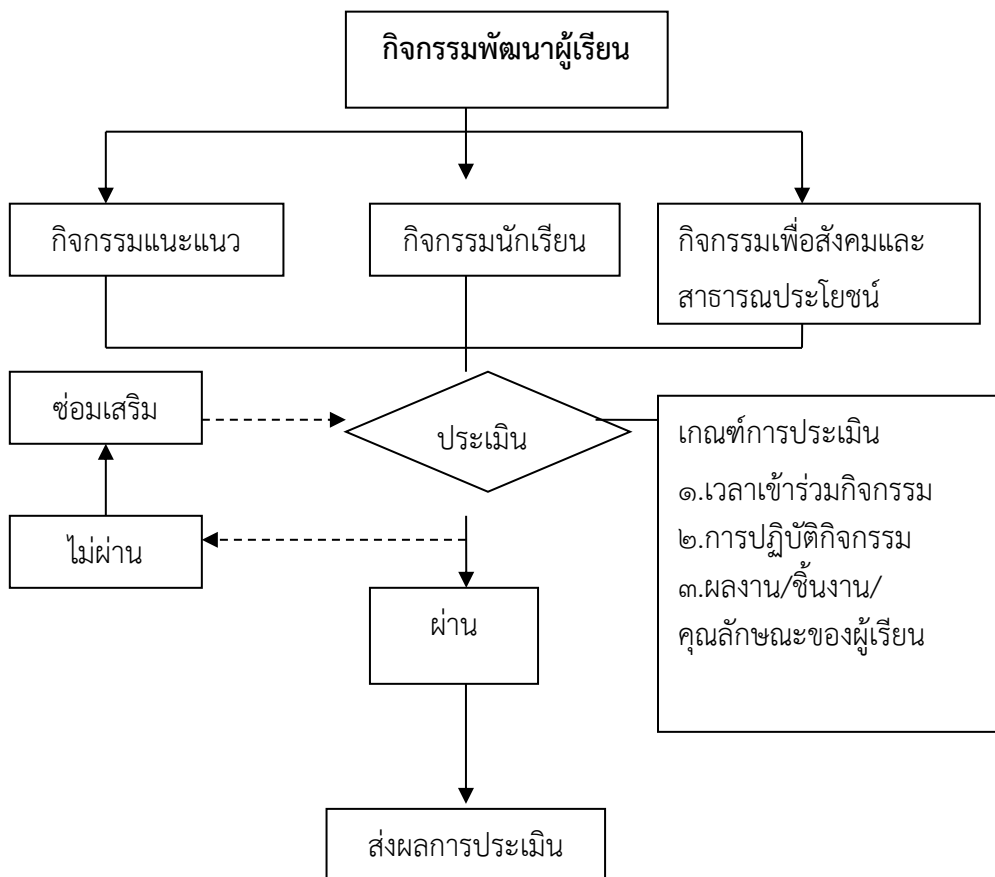 กิจกรรมพัฒนาผู้เรียน
กิจกรรมแนะแนว
กิจกรรมนักเรียน
กิจกรรมเพื่อสังคมและ
สาธารณประโยชน์
ซ่อมเสริม
ประเมิน
เกณฑ์การประเมิน
๑.เวลาเข้าร่วมกิจกรรม
๒.การปฏิบัติกิจกรรม
๓.ผลงาน/ชิ้นงาน/
คุณลักษณะของผู้เรียน
ไม่ผ่าน
ผ่าน
ส่งผลการประเมิน